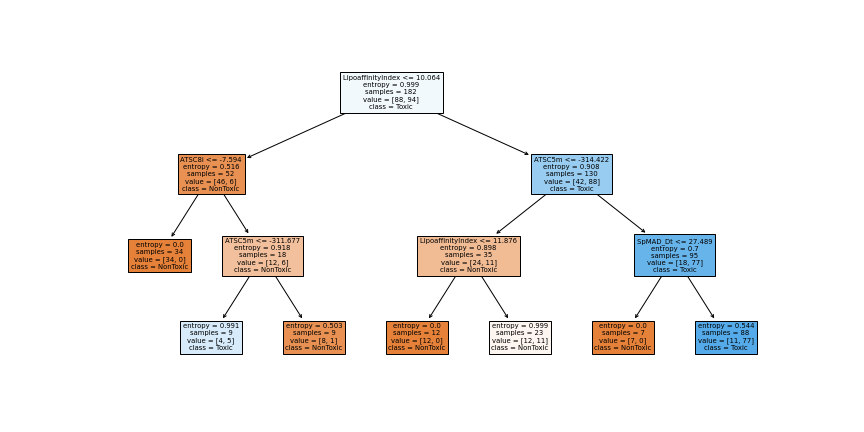 LipoaffinityIndex <= 10.064
entropy = 0.999
samples = 182
value = [88, 94]
class = Toxic
ATSC8i <= -7.594
entropy = 0.516
samples = 52
value = [46, 6]
class = NonToxic
ATSC5m <= -314.422
entropy = 0.908
samples = 130
value = [42, 88]
class = Toxic
entropy = 0.0
samples = 34
value = [34, 0]
class = NonToxic
ATSC5m <= -311.677
entropy = 0.918
samples = 18
value = [12, 6]
class = NonToxic
LipoaffinityIndex <= 11.876
entropy = 0.898
samples = 35
value = [24, 11]
class = NonToxic
SpMAD_Dt <= 27.489
entropy = 0.7
samples = 95
value = [18, 77]
class = Toxic
entropy = 0.991
samples = 9
value = [4, 5]
class = Toxic
entropy = 0.503
samples = 9
value = [8, 1]
class = NonToxic
entropy = 0.0
samples = 12
value = [12, 0]
class = NonToxic
entropy = 0.999
samples = 23
value = [12, 11]
class = NonToxic
entropy = 0.0
samples = 7
value = [7, 0]
class = NonToxic
entropy = 0.544
samples = 88
value = [11, 77]
class = Toxic